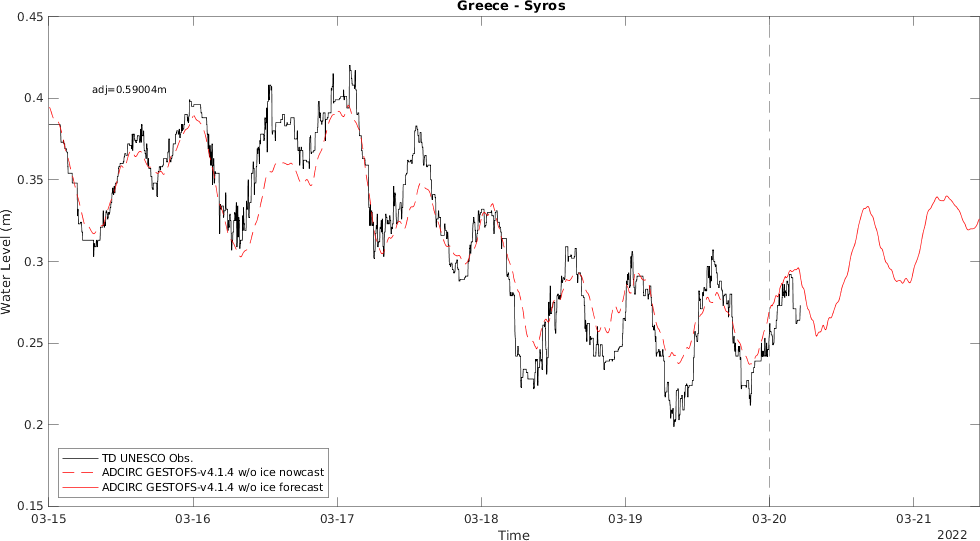 Greece - Syros
0.45
0.4
0.35
0.3
0.25
0.2
0.15
Water Level (m)
adj=0.59004m
TD UNESCO Obs.
ADCIRC GESTOFS-v4.1.4 w/o ice nowcast
ADCIRC GESTOFS-v4.1.4 w/o ice forecast
03-15 03-16 03-17 03-18 03-19 03-20 03-21
Time
2022